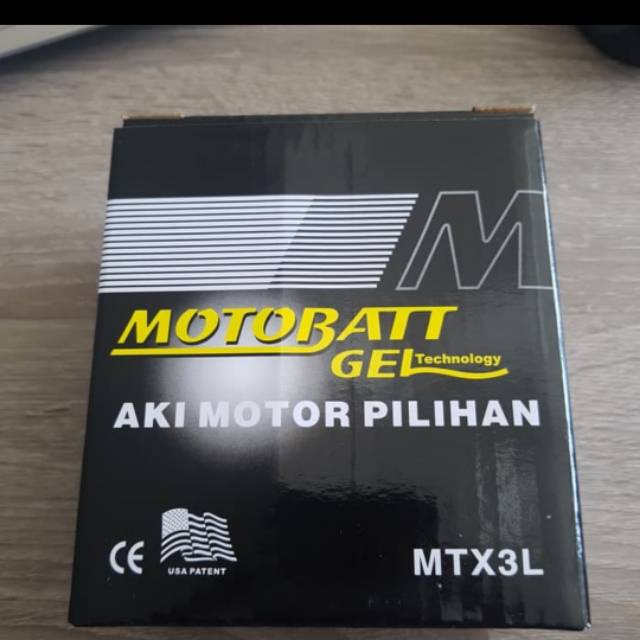 M
MOTOBATT
GEL Technology
AKI MOTOR PILIHAN
CE
USA PATENT
MTX3L